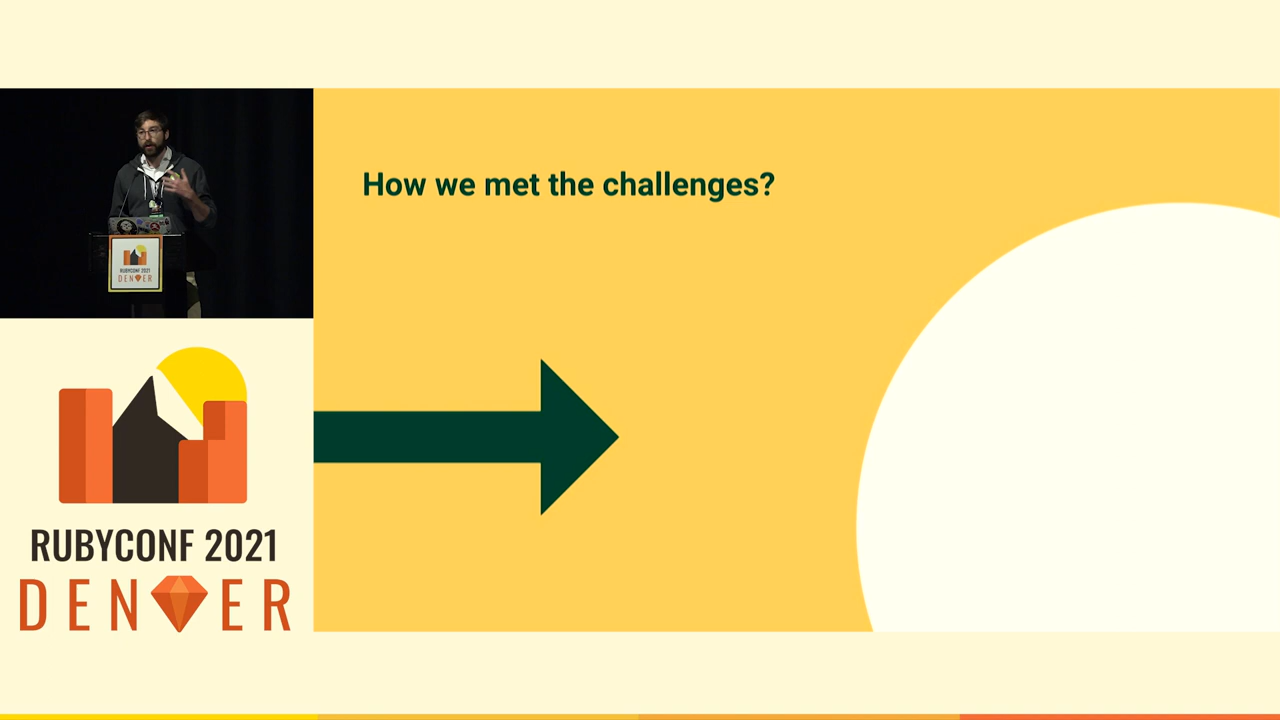 How we met the challenges?
RUBYCONF 2021
DENVER
RUBYCONF 2021
DENVER